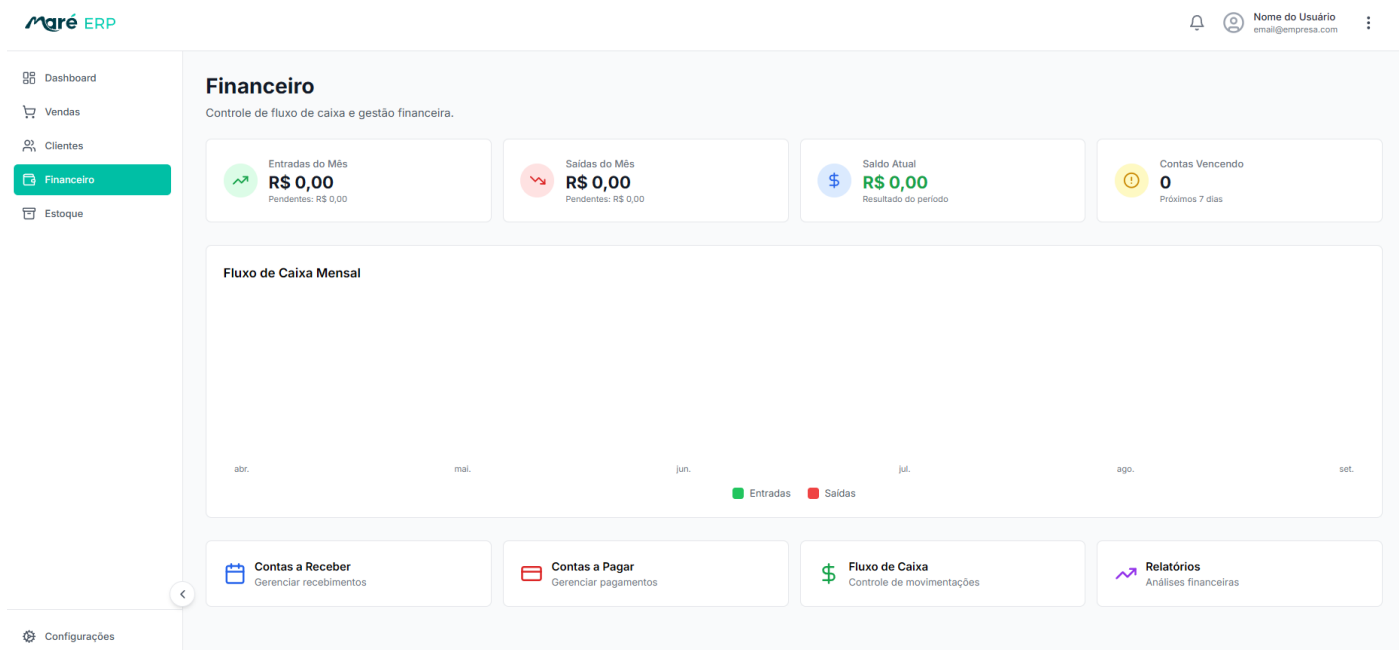 Maré ERP
Nome do Usuário
email@empresa.com
Dashboard
Vendas
Clientes
Financeiro
Estoque
Configurações
Financeiro
Controle de fluxo de caixa e gestão financeira.
Entradas do Mês
R$ 0,00
Pendentes: R$ 0,00
Saídas do Mês
R$ 0,00
Pendentes: R$ 0,00
Saldo Atual
R$ 0,00
Resultado do período
Contas Vencendo
0
Próximos 7 dias
Fluxo de Caixa Mensal
abr. mai. jun. jul. ago. set.
Entradas Saídas
Contas a Receber
Gerenciar recebimentos
Contas a Pagar
Gerenciar pagamentos
Fluxo de Caixa
Controle de movimentações
Relatórios
Análises financeiras